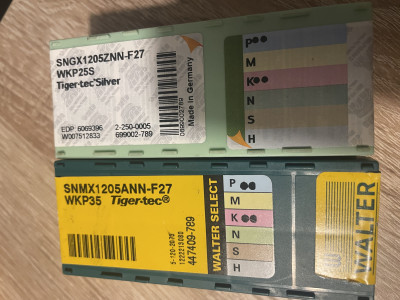 SNGX1205ZNN-F27
WKP25S
Tiger·tec®Silver
Made in Germany
EDP 6069396
2-250-0005
W007512833
699002-789
P
M
K
N
S
H
SNMX1205ANN-F27
WKP35 Tiger-tec®
447409-789
WALTER SELECT
P
M
K
N
S
H
WALTER